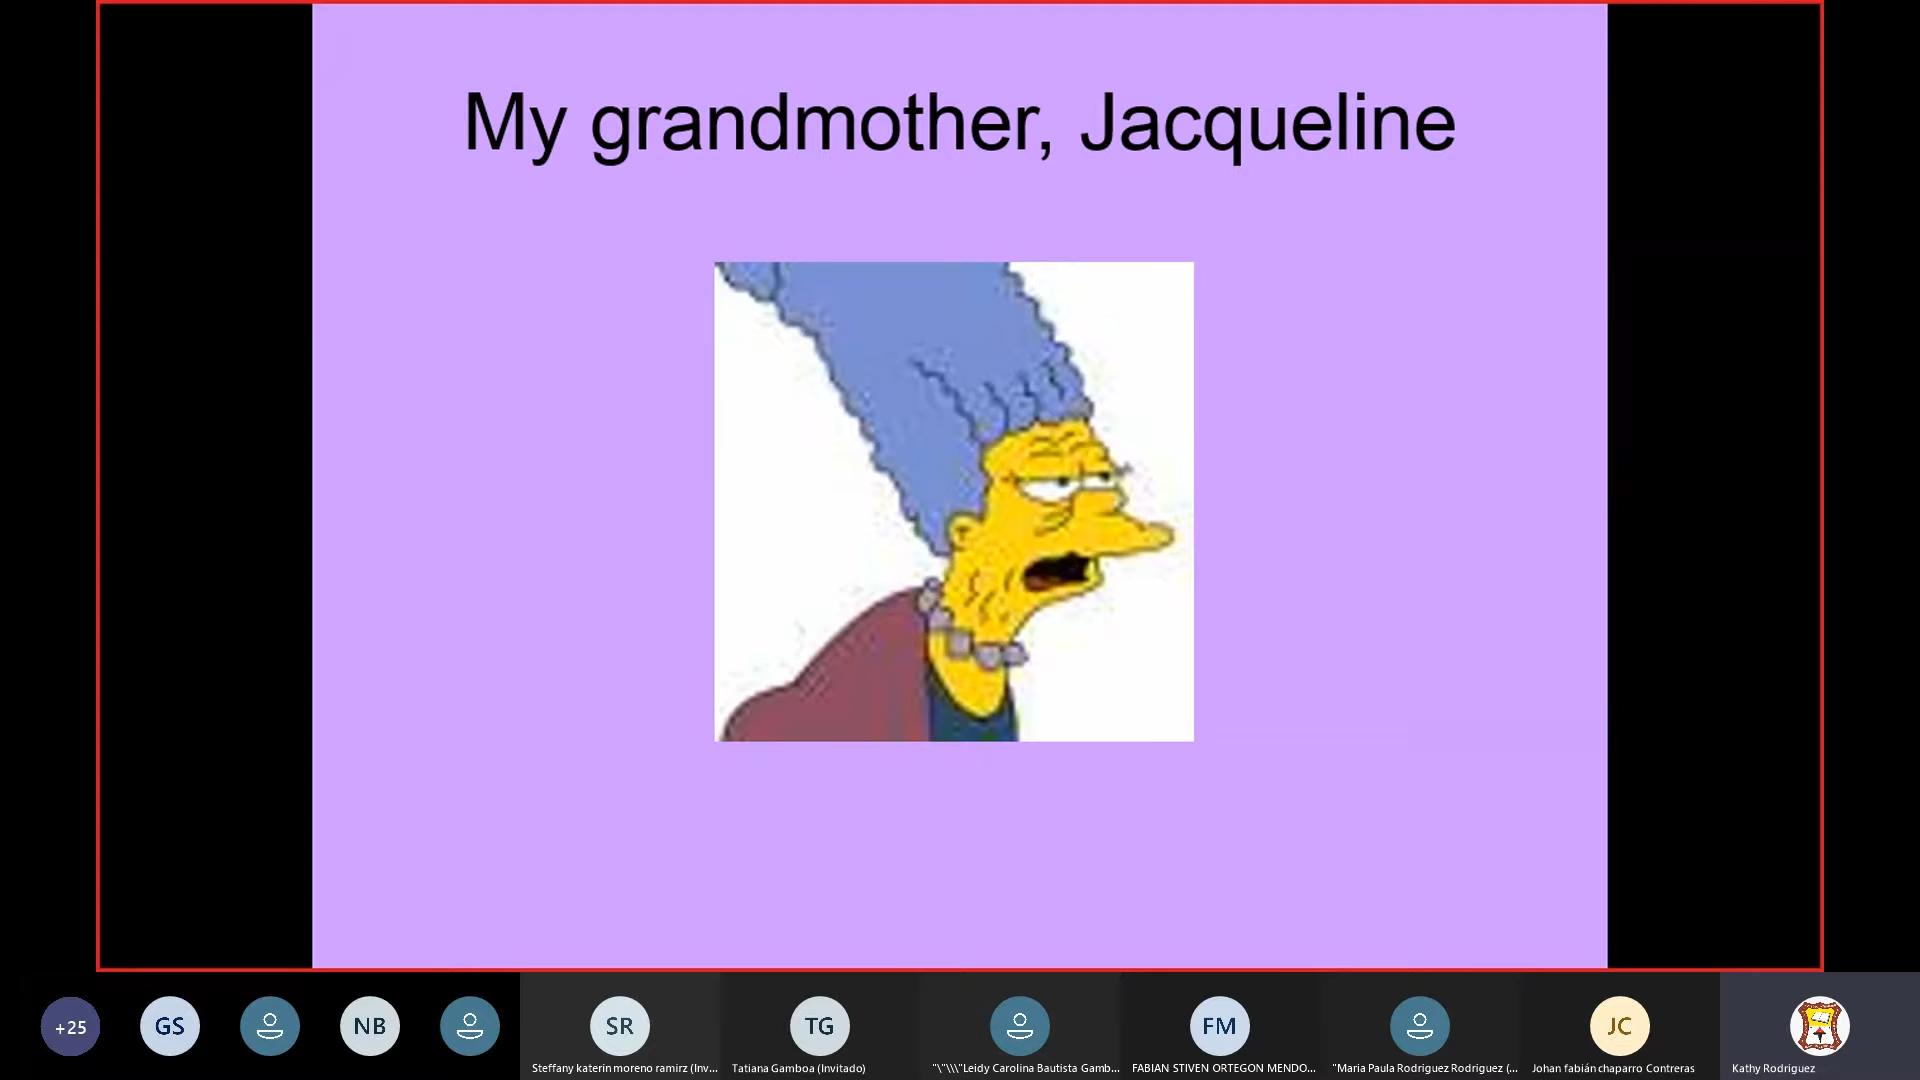 My grandmother, Jacqueline
+25
GS
NB
SR
TG
FM
JC
Steffany katerin moreno ramirz (Inv...
Tatiana Gamboa (Invitado)
"\"\\\"Leidy Carolina Bautista Gamb...
FABIAN STIVEN ORTEGON MENDO...
"Maria Paula Rodriguez Rodriguez (...
Johan fabián chaparro Contreras
Kathy Rodriguez